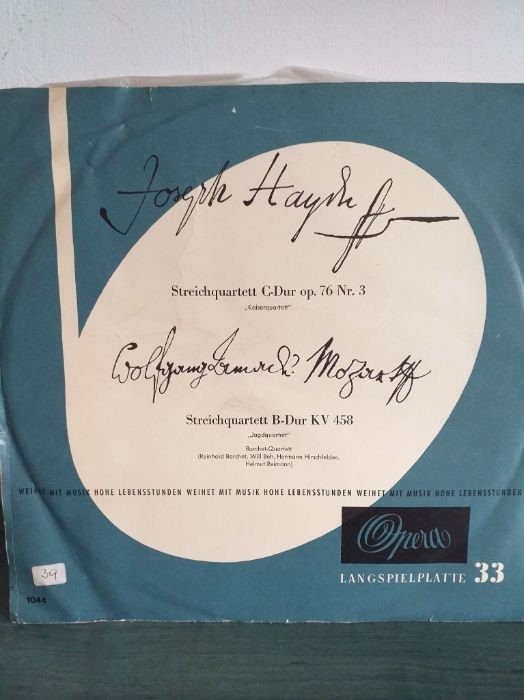 Joseph Haydn
Streichquartett C-Dur op. 76 Nr. 3
„Kaiserquartett"
Wolfgang Amadè Mozart
Streichquartett B-Dur KV 458
„Jagdquartett"
Barchet-Quartett
(Reinhold Barchet, Will Beh, Hermann Hirschfelder,
Helmut Reimann)
WEIHET MIT MUSIK HOHE LEBENSSTUNDEN WEIHET MIT MUSIK HOHE LEBENSSTUNDEN WEIHET MIT MUSIK HOHE LEBENSSTUNDEN
Opera
LANGSPIELPLATTE 33
39
1044